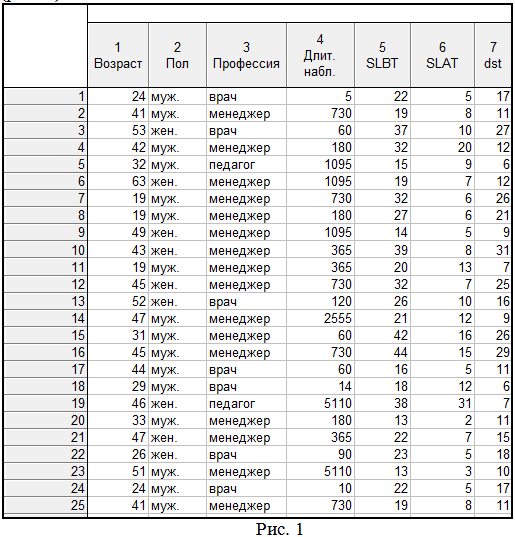 1 2 3 4 5 6 7
Возраст Пол Профессия Длит. набл. SLBT SLAT dst
1 24 муж. врач 5 22 5 17
2 41 муж. менеджер 730 19 8 11
3 53 жен. врач 60 37 10 27
4 42 муж. менеджер 180 32 20 12
5 32 муж. педагог 1095 15 9 6
6 63 жен. менеджер 1095 19 7 12
7 19 муж. менеджер 730 32 6 26
8 19 муж. менеджер 180 27 6 21
9 49 жен. менеджер 1095 14 5 9
10 43 жен. менеджер 365 39 8 31
11 19 муж. менеджер 365 20 13 7
12 45 жен. менеджер 730 32 7 25
13 52 жен. врач 120 26 10 16
14 47 муж. менеджер 2555 21 12 9
15 31 муж. менеджер 60 42 16 26
16 45 муж. менеджер 730 44 15 29
17 44 муж. врач 60 16 5 11
18 29 муж. врач 14 18 12 6
19 46 жен. педагог 5110 38 31 7
20 33 муж. менеджер 180 13 2 11
21 47 жен. менеджер 365 22 7 15
22 26 жен. врач 90 23 5 18
23 51 муж. менеджер 5110 13 3 10
24 24 муж. врач 10 22 5 17
25 41 муж. менеджер 730 19 8 11
Рис. 1